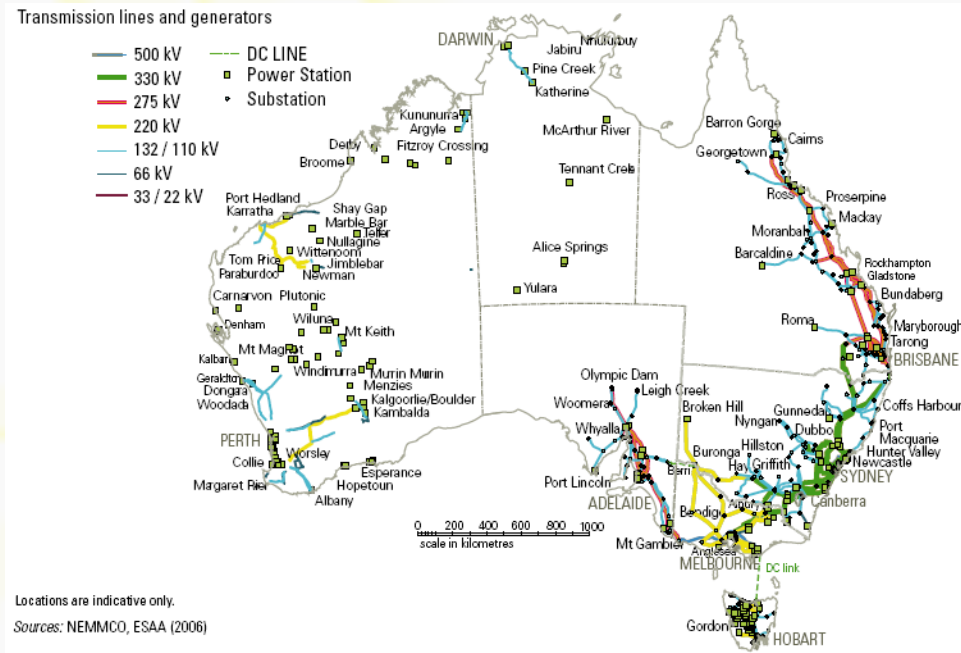 Transmission lines and generators
500 kV
330 kV
275 kV
220 kV
132 / 110 kV
66 kV
33 / 22 kV
DC LINE
Power Station
Substation
DARWIN
Jabiru
Nhulunbuy
Pine Creek
Katherine
Kununurra
Argyle
McArthur River
Derby
Fitzroy Crossing
Broome
Tennant Crek
Barron Gorge
Cairns
Georgetown
Ross
Proserpine
Mackay
Moranbah
Barcaldine
Rockhampton
Gladstone
Bundaberg
Port Hedland
Karratha
Shay Gap
Marble Bar
Telfer
Nullagine
Wittenoom
Tom Price
Jimblebar
Paraburdoo
Newman
Alice Springs
Yulara
Carnarvon
Plutonic
Denham
Wiluna
Mt Keith
Roma
Maryborough
Tarong
BRISBANE
Kalbarri
Mt Magnet
Windimurra
Murrin Murrin
Geraldton
Dongara
Menzies
Woodada
Kalgoorlie/Boulder
Kambalda
Olympic Dam
Leigh Creek
Woomera
Broken Hill
Whyalla
Nyngan
Gunnedah
Coffs Harbour
Dubbo
Port
Macquarie
PERTH
Collie
Worsley
Buronga
Hillston
Hunter Valley
Newcastle
Berri
Hay
Griffith
SYDNEY
Margaret River
Esperance
Hopetoun
Albany
Port Lincoln
ADELAIDE
Canberra
Bendigo
Albury
0 200 400 600 800 1000
scale in kilometres
Mt Gambier
Anglesea
MELBOURNE
DC link
Gordon
HOBART
Locations are indicative only.
Sources: NEMMCO, ESAA (2006)